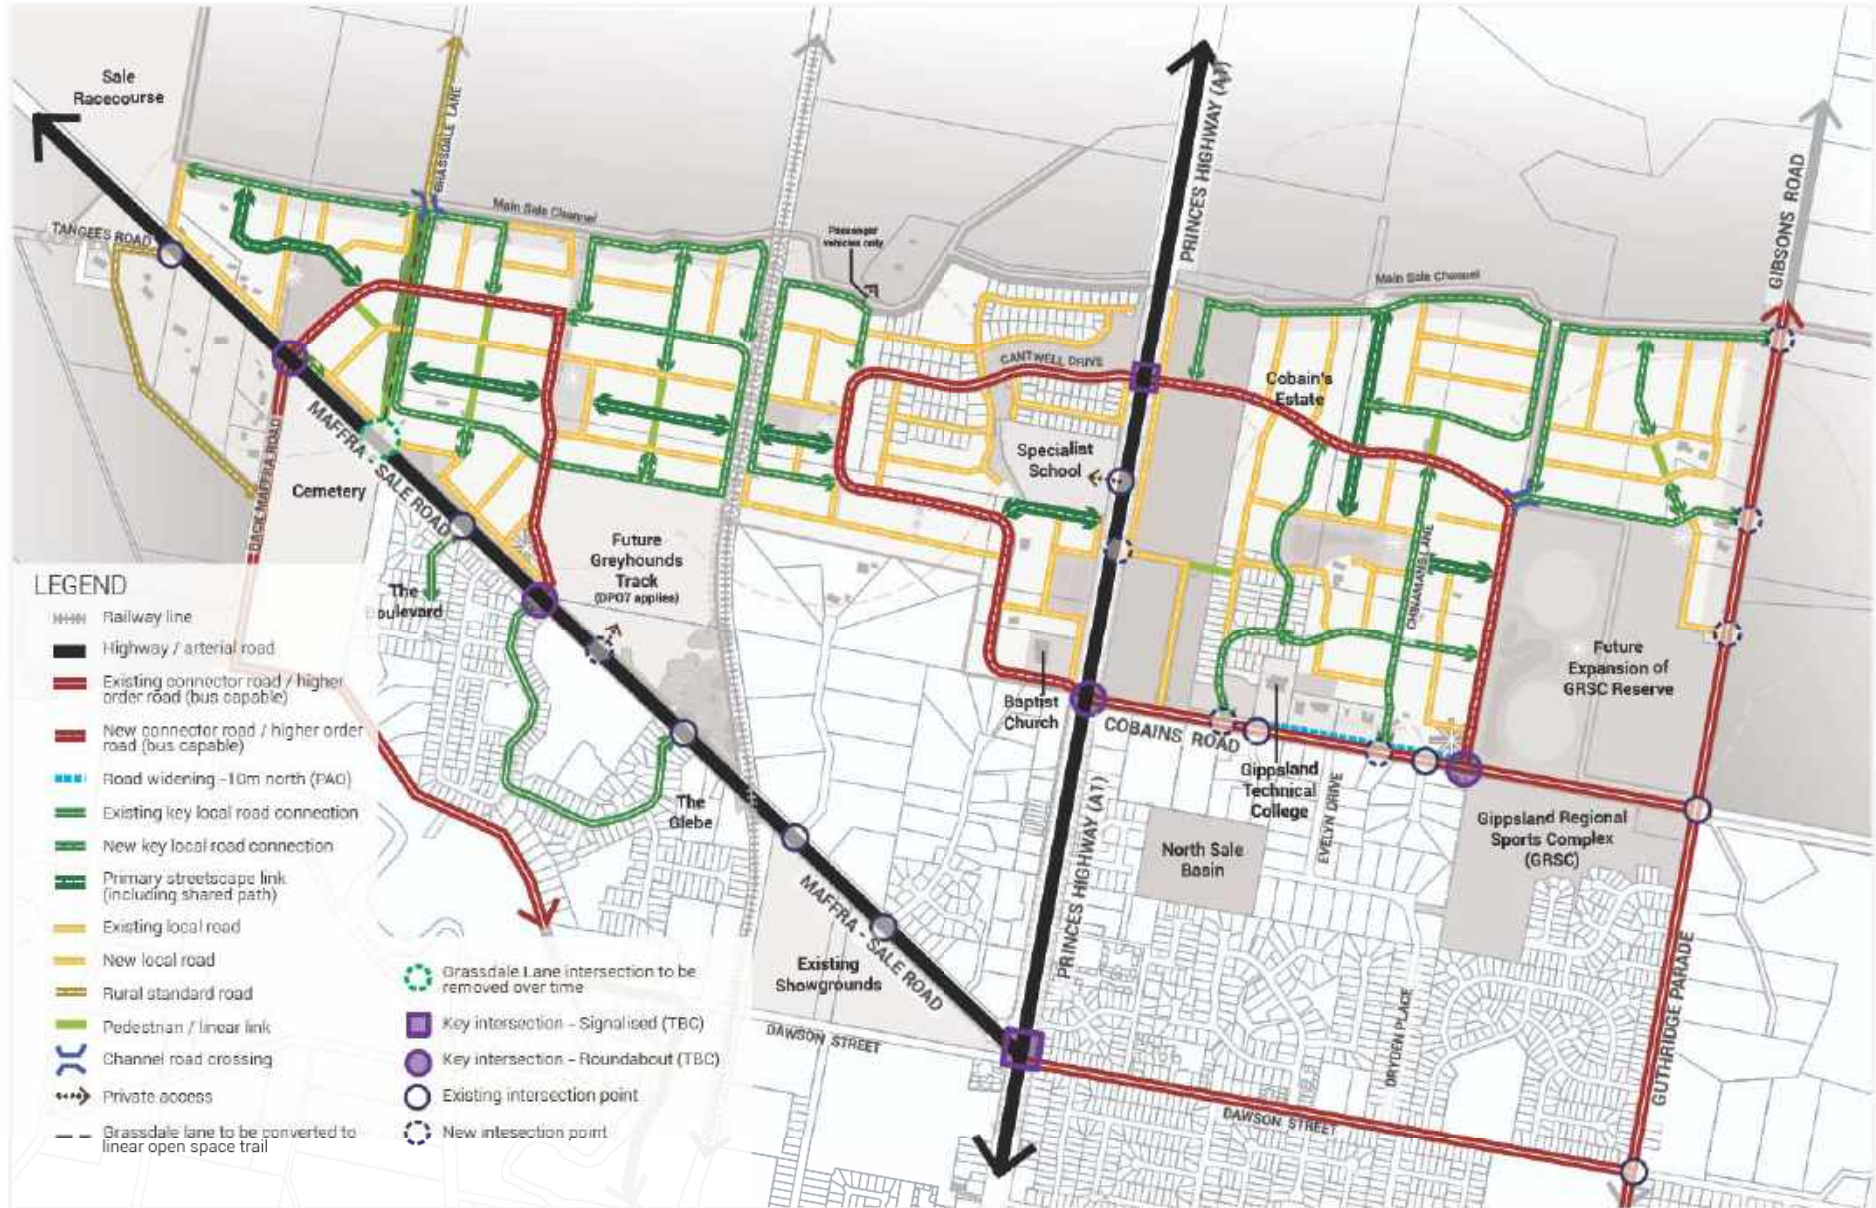 Sale
Racecourse
GRASSDALE LANE
TANGEES ROAD
Main Sale Channel
Passenger
vehicles only
PRINCES HIGHWAY (A1)
Main Sale Channel
GIBSONS ROAD
CANTWELL DRIVE
Cobain's
Estate
Specialist
School
MAFFRA - SALE ROAD
BACK MAFFRA ROAD
Cemetery
The
Boulevard
Future
Greyhounds
Track
(DPO7 applies)
CHINAMANS LANE
Future
Expansion of
GRSC Reserve
Baptist
Church
COBAINS ROAD
Gippsland
Technical
College
EVELYN DRIVE
The
Glebe
North Sale
Basin
Gippsland Regional
Sports Complex
(GRSC)
PRINCES HIGHWAY (A1)
MAFFRA - SALE ROAD
Existing
Showgrounds
DAWSON STREET
DRYDEN PLACE
GUTHRIDGE PARADE
DAWSON STREET
LEGEND
Railway line
Highway / arterial road
Existing connector road / higher
order road (bus capable)
New connector road / higher order
road (bus capable)
Road widening -10m north (PAO)
Existing key local road connection
New key local road connection
Primary streetscape link
(including shared path)
Existing local road
New local road
Rural standard road
Pedestrian / linear link
Channel road crossing
Private access
Grassdale lane to be converted to
linear open space trail
Grassdale Lane intersection to be
removed over time
Key intersection - Signalised (TBC)
Key intersection - Roundabout (TBC)
Existing intersection point
New intesection point